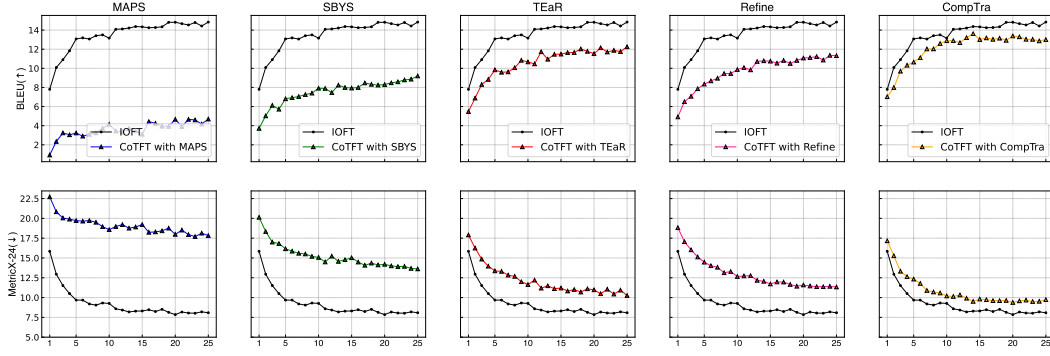 MAPS
SBYS
TEaR
Refine
CompTra
BLEU(↑)
14
12
10
8
6
4
2
IOFT
CoTFT with MAPS
IOFT
CoTFT with SBYS
IOFT
CoTFT with TEaR
IOFT
CoTFT with Refine
IOFT
CoTFT with CompTra
MetricX-24(↓)
22.5
20.0
17.5
15.0
12.5
10.0
7.5
5.0
1 5 10 15 20 25
1 5 10 15 20 25
1 5 10 15 20 25
1 5 10 15 20 25
1 5 10 15 20 25